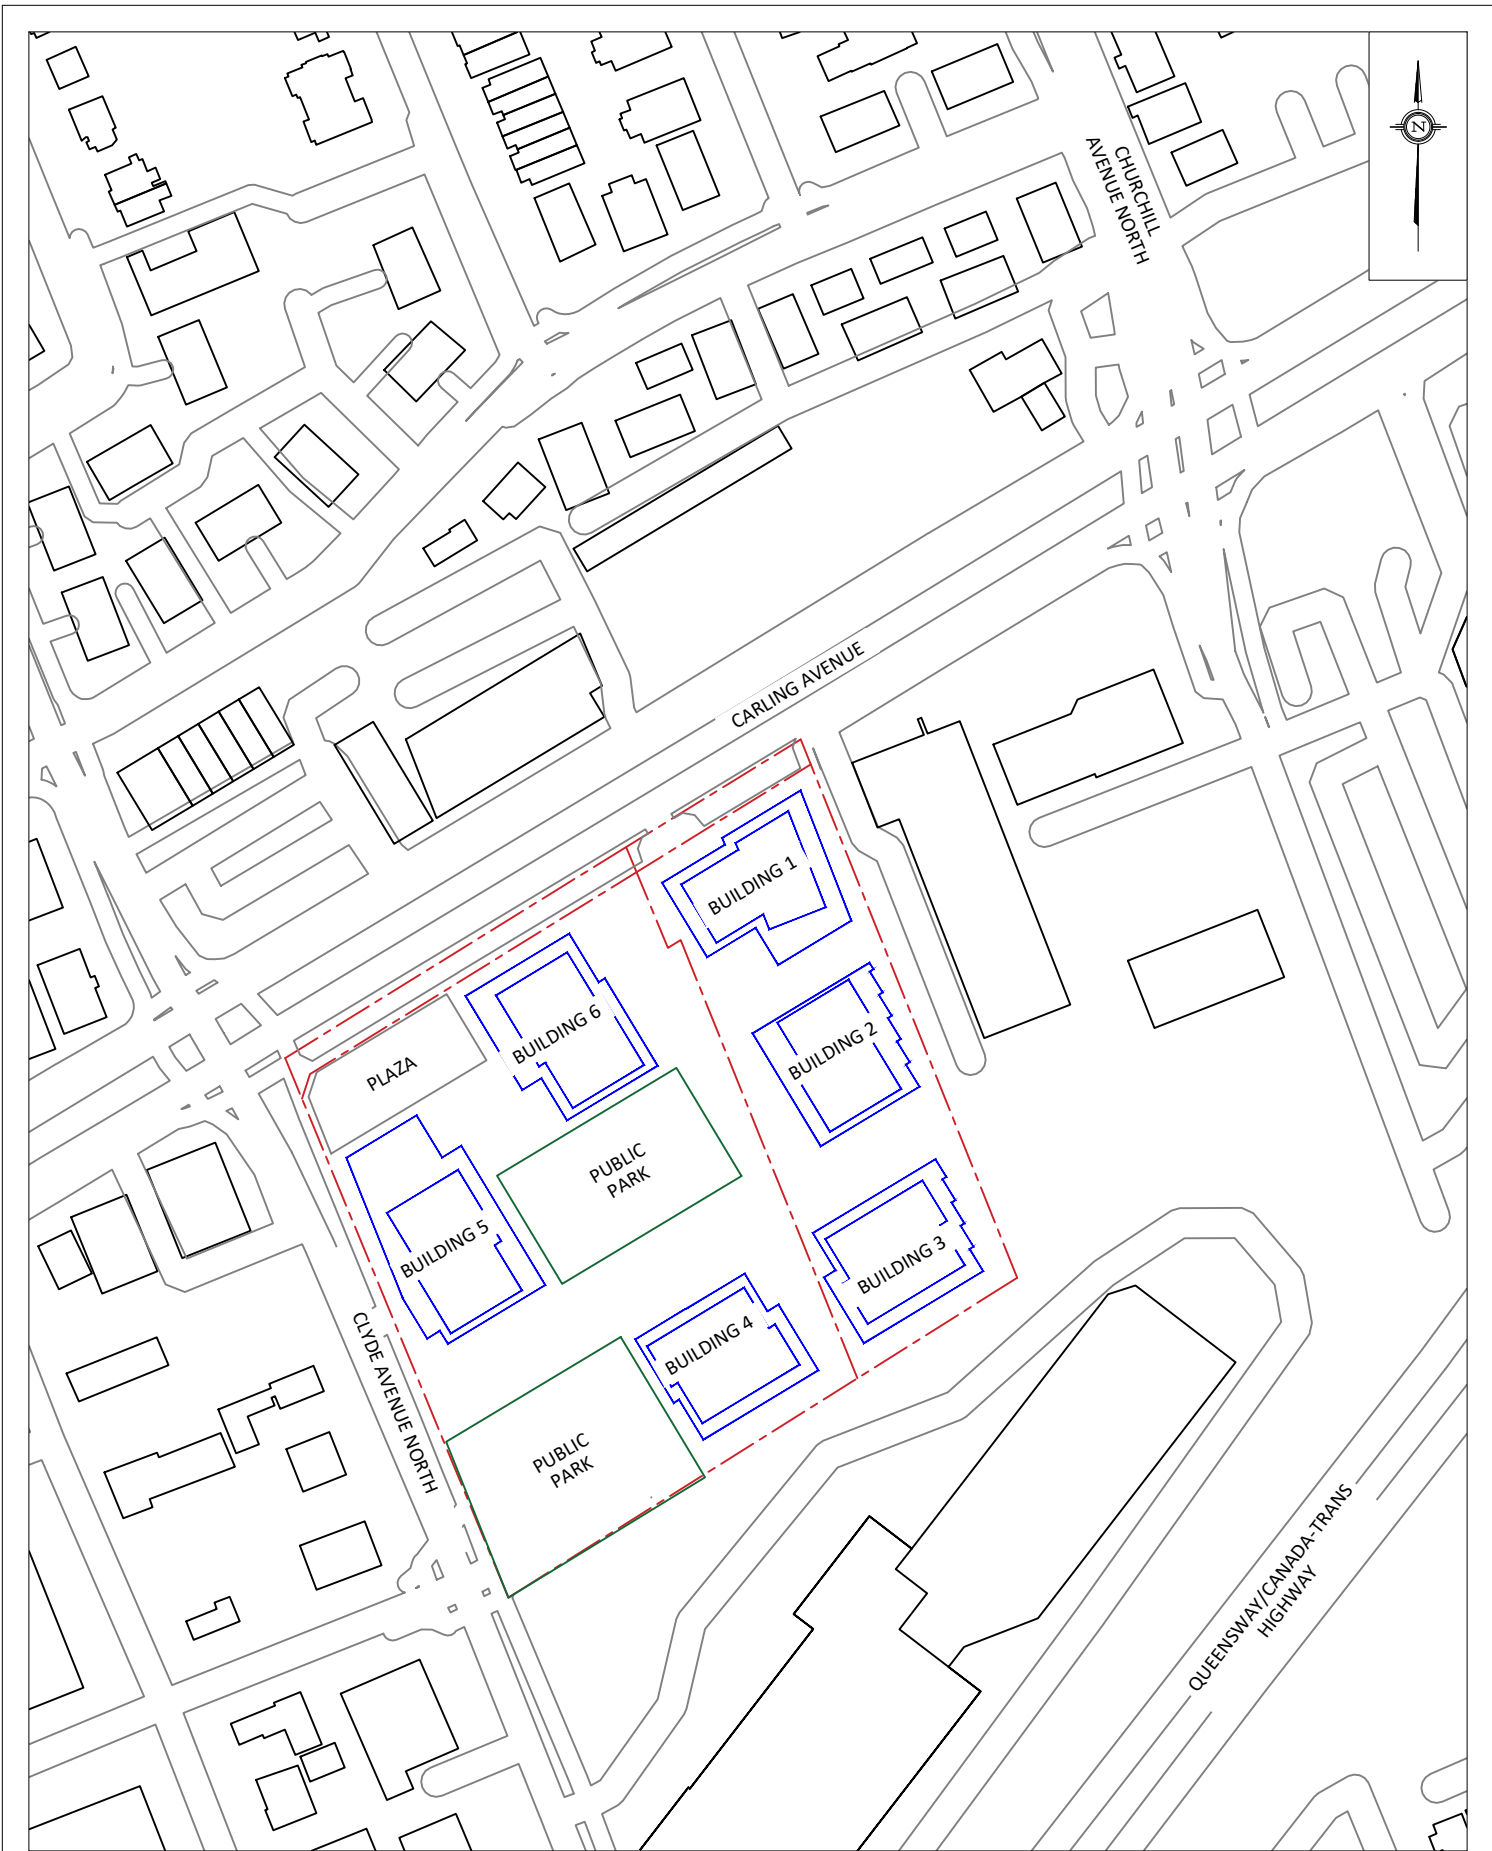 N
CHURCHILL
AVENUE NORTH
CARLING AVENUE
BUILDING 1
BUILDING 6
BUILDING 2
PLAZA
PUBLIC
PARK
BUILDING 5
BUILDING 3
BUILDING 4
CLYDE AVENUE NORTH
PUBLIC
PARK
QUEENSWAY/CANADA-TRANS
HIGHWAY